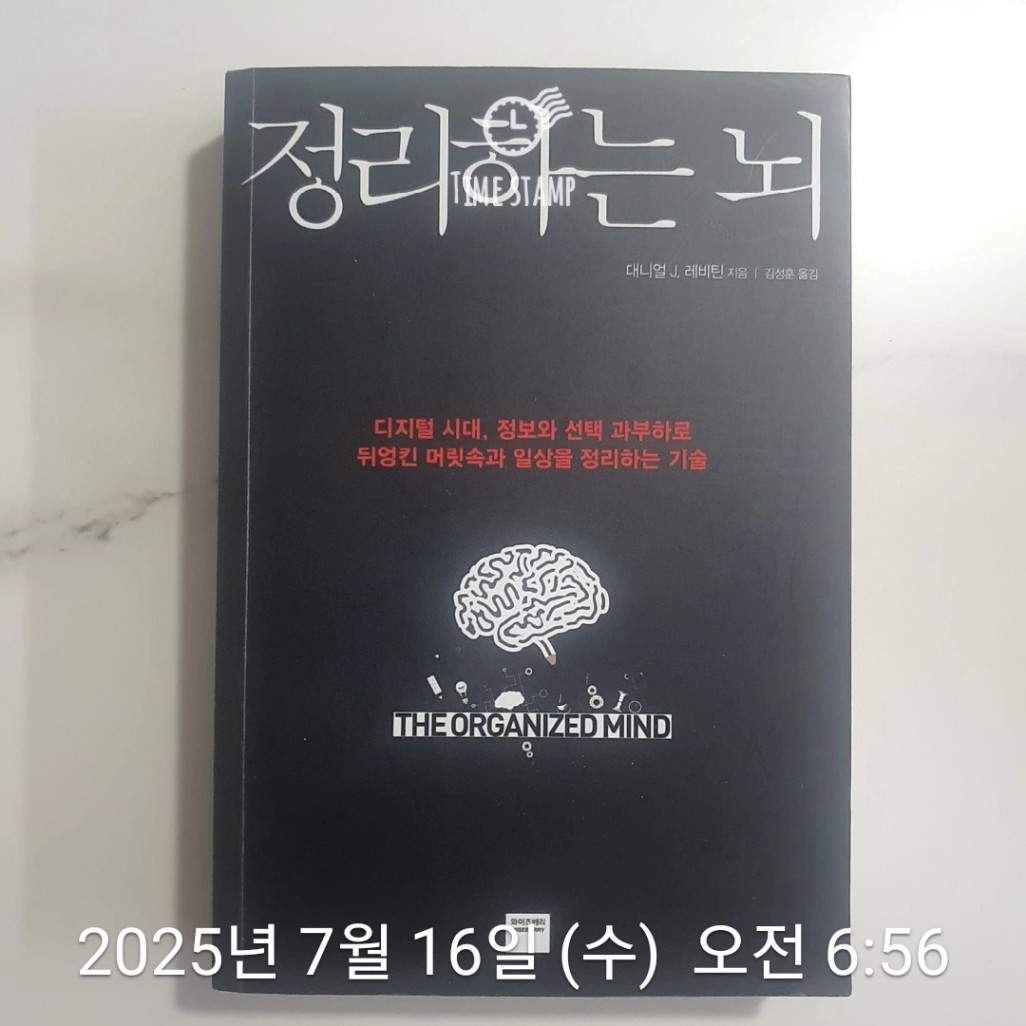 정리하는 뇌
TIME STAMP
대니얼 J. 레비틴 지음 | 김성훈 옮김
디지털 시대, 정보와 선택 과부하로
뒤엉킨 머릿속과 일상을 정리하는 기술
THE ORGANIZED MIND
와이즈베리
2025년 7월 16일 (수) 오전 6:56